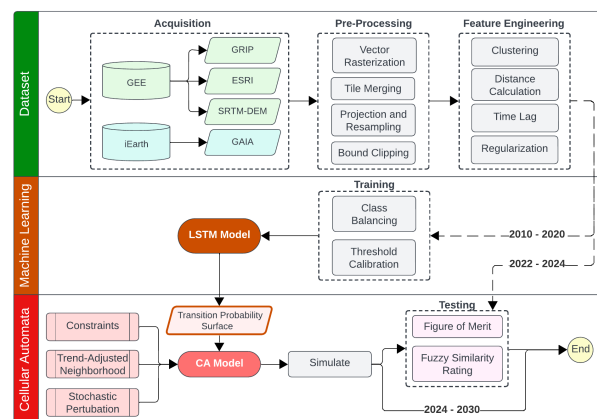 Acquisition
Pre-Processing
Feature Engineering
Dataset
Start
GEE
iEarth
GRIP
ESRI
SRTM-DEM
GAIA
Vector
Rasterization
Tile Merging
Projection and
Resampling
Bound Clipping
Clustering
Distance
Calculation
Time Lag
Regularization
Machine Learning
Training
Class
Balancing
Threshold
Calibration
LSTM Model
2010 - 2020
2022 - 2024
Cellular Automata
Transition Probability
Surface
Constraints
Trend-Adjusted
Neighborhood
Stochastic
Pertubation
CA Model
Simulate
Testing
Figure of Merit
Fuzzy Similarity
Rating
End
2024 - 2030